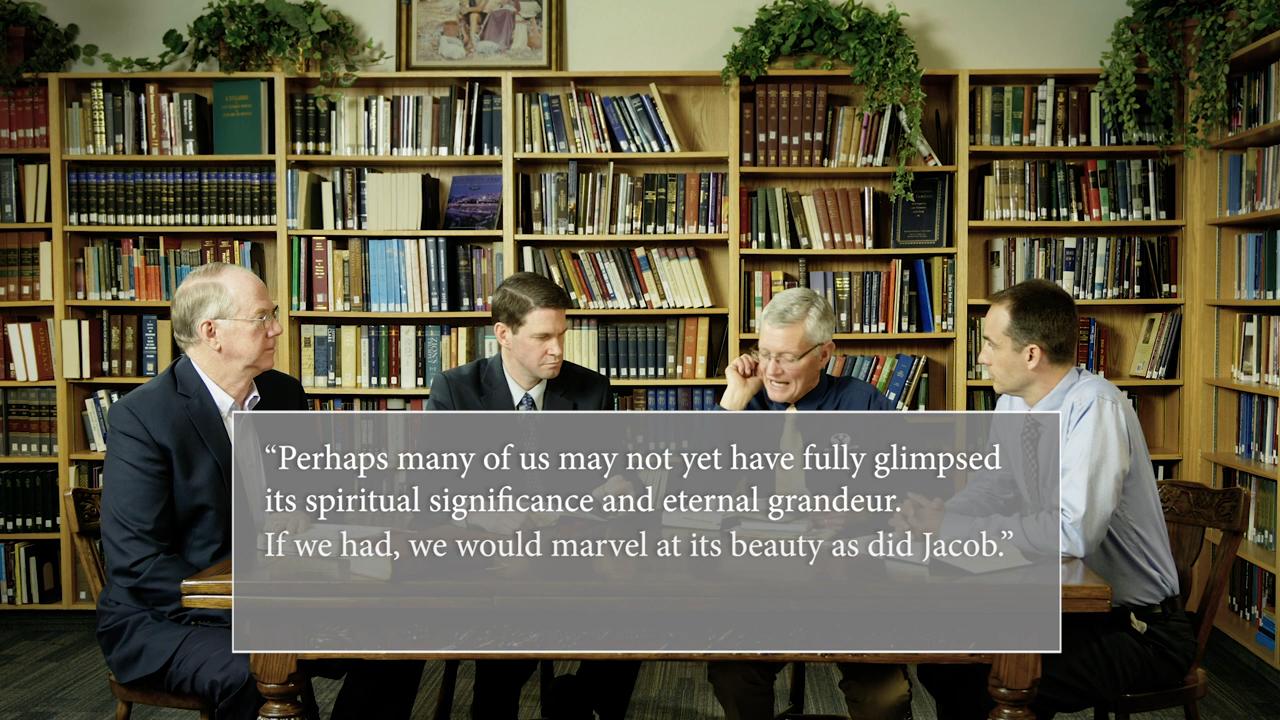 “Perhaps many of us may not yet have fully glimpsed
its spiritual significance and eternal grandeur.
If we had, we would marvel at its beauty as did Jacob.”